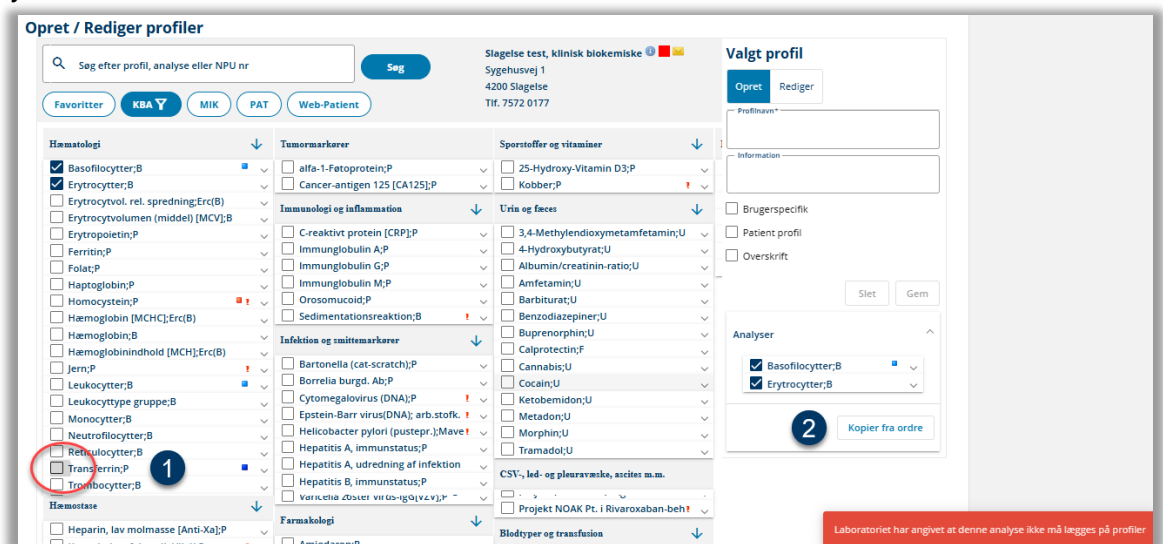 Opret / Rediger profiler
Søg efter profil, analyse eller NPU nr
Søg
Favoritter
KBA
MIK
PAT
Web-Patient
Slagelse test, klinisk biokemiske
Sygehusvej 1
4200 Slagelse
Tlf. 7572 0177
Hæmatologi
Basofilocytter;B
Erytrocytter;B
Erytrocytvol. rel. spredning;Erc(B)
Erytrocytvolumen (middel) [MCV];B
Erytropoietin;P
Ferritin;P
Folat;P
Haptoglobin;P
Homocystein;P
Hæmoglobin [MCHC];Erc(B)
Hæmoglobin;B
Hæmoglobinindhold [MCH];Erc(B)
Jern;P
Leukocytter;B
Leukocyttype gruppe;B
Monocytter;B
Neutrofilocytter;B
Reticulocytter;B
Transferrin;P
1
Trombocytter;B
Hæmostase
Heparin, lav molmasse [Anti-Xa];P
Tumormarkører
alfa-1-Føtoprotein;P
Cancer-antigen 125 [CA125];P
Immunologi og inflammation
C-reaktivt protein [CRP];P
Immunglobulin A;P
Immunglobulin G;P
Immunglobulin M;P
Orosomucoid;P
Sedimentationsreaktion;B
Infektion og smittemarkører
Bartonella (cat-scratch);P
Borrelia burgd. Ab;P
Cytomegalovirus (DNA);P
Epstein-Barr virus(DNA); arb.stofk.
Helicobacter pylori (pustepr.);Mave
Hepatitis A, immunstatus;P
Hepatitis A, udredning af infektion
Hepatitis B, immunstatus;P
Varicella zoster virus-IgG[VZV];P
Farmakologi
Amiodaron;P
Sporstoffer og vitaminer
25-Hydroxy-Vitamin D3;P
Kobber;P
Urin og fæces
3,4-Methylendioxymetamfetamin;U
4-Hydroxybutyrat;U
Albumin/creatinin-ratio;U
Amfetamin;U
Barbiturat;U
Benzodiazepiner;U
Buprenorphin;U
Calprotectin;F
Cannabis;U
Cocain;U
Ketobemidon;U
Metadon;U
Morphin;U
Tramadol;U
CSV-, led- og pleuravæske, ascites m.m.
Projekt NOAK Pt. i Rivaroxaban-beh
Blodtyper og transfusion
Valgt profil
Opret
Rediger
Profilnavn*
Information
Brugerspecifik
Patient profil
Overskrift
Slet
Gem
Analyser
Basofilocytter;B
Erytrocytter;B
2
Kopier fra ordre
Laboratoriet har angivet at denne analyse ikke må lægges på profiler